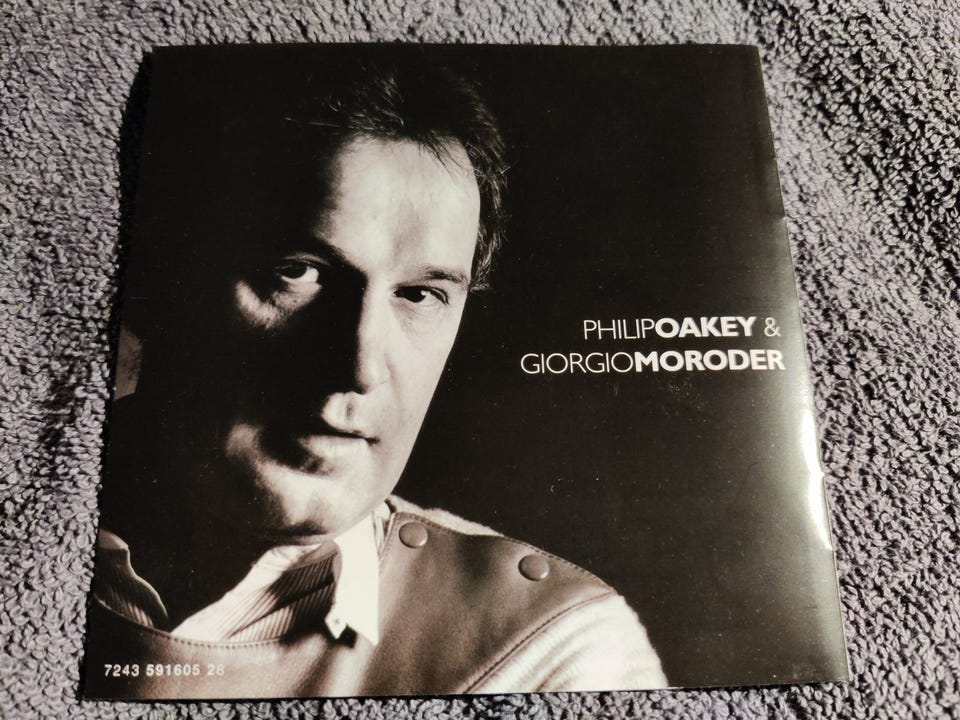 PHILIPOAKEY &
GIORGIOMORODER
7243 591605 28